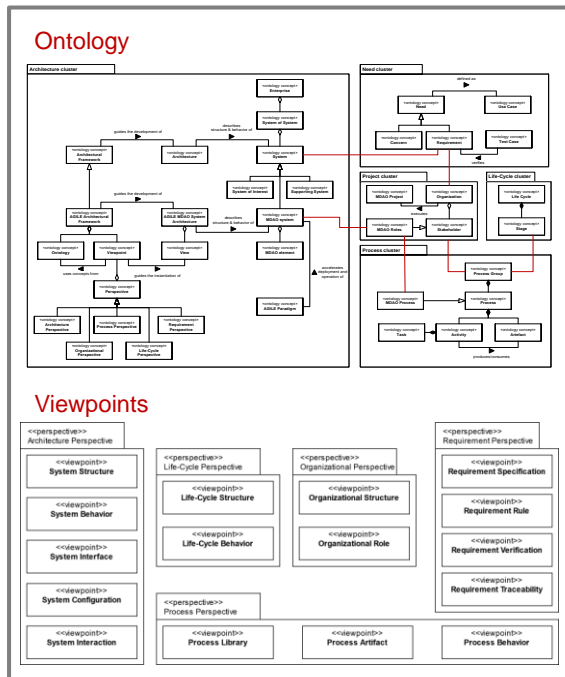 Ontology
Architecture cluster
«ontology concept»
Enterprise
«ontology concept»
System of System
guides the development of
describes
structure & behavior of
«ontology concept»
Architectural
Framework
«ontology concept»
Architecture
«ontology concept»
System
«ontology concept»
System of Interest
«ontology concept»
Supporting System
guides the development of
«ontology concept»
AGILE Architectural
Framework
«ontology concept»
AGILE MDAO System
Architecture
describes
structure & behavior of
«ontology concept»
MDAO system
«ontology concept»
Ontology
«ontology concept»
Viewpoint
«ontology concept»
View
«ontology concept»
MDAO element
uses concepts from
guides the instantiation of
accelerates
deployment and
operation of
«ontology concept»
Perspective
«ontology concept»
AGILE Paradigm
«ontology concept»
Architecture
Perspective
«ontology concept»
Process Perspective
«ontology concept»
Requirement
Perspective
«ontology concept»
Organizational
Perspective
«ontology concept»
Life-Cycle
Perspective
Need cluster
defined as
«ontology concept»
Need
«ontology concept»
Use Case
«ontology concept»
Concern
«ontology concept»
Requirement
«ontology concept»
Test Case
verifies
Project cluster
«ontology concept»
MDAO Project
«ontology concept»
Organization
executes
«ontology concept»
MDAO Roles
«ontology concept»
Stakeholder
Life-Cycle cluster
«ontology concept»
Life Cycle
«ontology concept»
Stage
Process cluster
«ontology concept»
Process Group
«ontology concept»
MDAO Process
«ontology concept»
Process
«ontology concept»
Task
«ontology concept»
Activity
«ontology concept»
Artefact
produces/consumes
Viewpoints
<<perspective>>
Architecture Perspective
<<viewpoint>>
System Structure
<<viewpoint>>
System Behavior
<<viewpoint>>
System Interface
<<viewpoint>>
System Configuration
<<viewpoint>>
System Interaction
<<perspective>>
Life-Cycle Perspective
<<viewpoint>>
Life-Cycle Structure
<<viewpoint>>
Life-Cycle Behavior
<<perspective>>
Organizational Perspective
<<viewpoint>>
Organizational Structure
<<viewpoint>>
Organizational Role
<<perspective>>
Requirement Perspective
<<viewpoint>>
Requirement Specification
<<viewpoint>>
Requirement Rule
<<viewpoint>>
Requirement Verification
<<viewpoint>>
Requirement Traceability
<<perspective>>
Process Perspective
<<viewpoint>>
Process Library
<<viewpoint>>
Process Artifact
<<viewpoint>>
Process Behavior